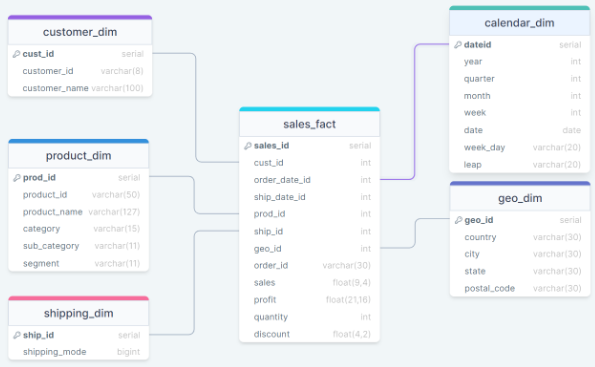 customer_dim
cust_id serial
customer_id varchar(8)
customer_name varchar(100)
product_dim
prod_id serial
product_id varchar(50)
product_name varchar(127)
category varchar(15)
sub_category varchar(11)
segment varchar(11)
shipping_dim
ship_id serial
shipping_mode bigint
sales_fact
sales_id serial
cust_id int
order_date_id int
ship_date_id int
prod_id int
ship_id int
geo_id int
order_id varchar(30)
sales float(9,4)
profit float(21,16)
quantity int
discount float(4,2)
calendar_dim
dateid serial
year int
quarter int
month int
week int
date date
week_day varchar(20)
leap varchar(20)
geo_dim
geo_id serial
country varchar(30)
city varchar(30)
state varchar(30)
postal_code varchar(30)